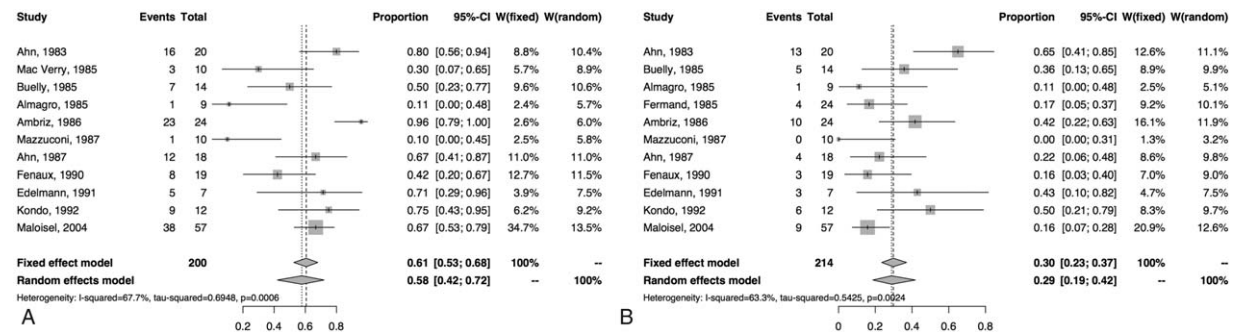 Study Events Total Proportion 95%-CI W(fixed) W(random)
Ahn, 1983 16 20 0.80 [0.56; 0.94) 8.8% 10.4%
Mac Verry, 1985 3 10 0.30 [0.07; 0.65] 5.7% 8.9%
Buelly, 1985 7 14 0.50 [0.23; 0.77] 9.6% 10.6%
Almagro, 1985 1 9 0.11 [0.00; 0.48] 2.4% 5.7%
Ambriz, 1986 23 24 0.96 [0.79; 1.00] 2.6% 6.0%
Mazzuconi, 1987 1 10 0.10 [0.00; 0.45] 2.5% 5.8%
Ahn, 1987 12 18 0.67 [0.41; 0.87] 11.0% 11.0%
Fenaux, 1990 8 19 0.42 [0.20; 0.67] 12.7% 11.5%
Edelmann, 1991 5 7 0.71 [0.29; 0.96] 3.9% 7.5%
Kondo, 1992 9 12 0.75 [0.43; 0.95] 6.2% 9.2%
Maloisel, 2004 38 57 0.67 [0.53; 0.79] 34.7% 13.5%
Fixed effect model 200 0.61 [0.53; 0.68] 100% --
Random effects model 0.58 [0.42; 0.72] -- 100%
Heterogeneity: I-squared=67.7%, tau-squared=0.6948, p=0.0006
0.2 0.4 0.6 0.8
A
Study Events Total Proportion 95%-CI W(fixed) W(random)
Ahn, 1983 13 20 0.65 [0.41; 0.85] 12.6% 11.1%
Buelly, 1985 5 14 0.36 [0.13; 0.65] 8.9% 9.9%
Almagro, 1985 1 9 0.11 [0.00; 0.48] 2.5% 5.1%
Fermand, 1985 4 24 0.17 [0.05; 0.37] 9.2% 10.1%
Ambriz, 1986 10 24 0.42 [0.22; 0.63] 16.1% 11.9%
Mazzuconi, 1987 0 10 0.00 [0.00; 0.31] 1.3% 3.2%
Ahn, 1987 4 18 0.22 [0.06; 0.48] 8.6% 9.8%
Fenaux, 1990 3 19 0.16 [0.03; 0.40] 7.0% 9.0%
Edelmann, 1991 3 7 0.43 [0.10; 0.82] 4.7% 7.5%
Kondo, 1992 6 12 0.50 [0.21; 0.79] 8.3% 9.7%
Maloisel, 2004 9 57 0.16 [0.07; 0.28] 20.9% 12.6%
Fixed effect model 214 0.30 [0.23; 0.37] 100% --
Random effects model 0.29 [0.19; 0.42] -- 100%
Heterogeneity: I-squared=63.3%, tau-squared=0.5425, p=0.0024
0 0.2 0.4 0.6 0.8
B